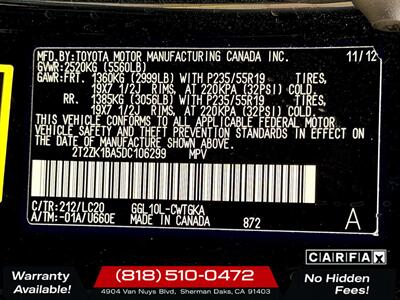 MFD.BY:TOYOTA MOTOR MANUFACTURING CANADA INC. 11/12
GVWR:2520KG (5560LB)
GAWR:FRT. 1360KG (2999LB) WITH P235/55R19 TIRES,
19X7 1/2J RIMS, AT 220KPA (32PSI) COLD
RR. 1385KG (3056LB) WITH P235/55R19 TIRES,
19X7 1/2J RIMS, AT 220KPA (32PSI) COLD
THIS VEHICLE CONFORMS TO ALL APPLICABLE FEDERAL MOTOR
VEHICLE SAFETY AND THEFT PREVENTION STANDARDS IN EFFECT ON
THE DATE OF MANUFACTURE SHOWN ABOVE.
2T2ZK1BA5DC106299 MPV
C/TR:212/LC20 GGL10L-CWTGKA
A/TM:-01A/U660E MADE IN CANADA 872 A
CARFAX
Warranty Available!
(818) 510-0472
4904 Van Nuys Blvd, Sherman Oaks, CA 91403
No Hidden Fees!